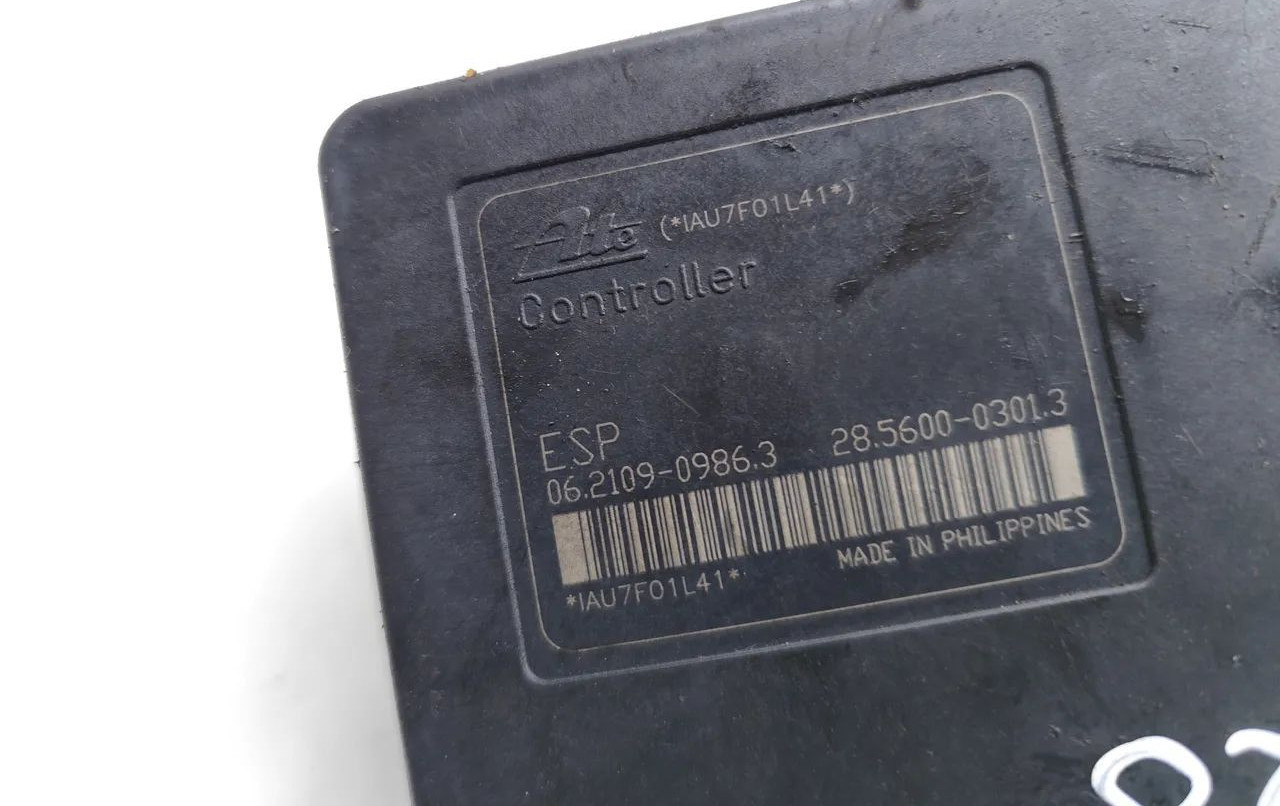 Ate (*IAU7F01L41*)
Controller
ESP
06.2109-0986.3 28.5600-0301.3
*IAU7F01L41*
MADE IN PHILIPPINES